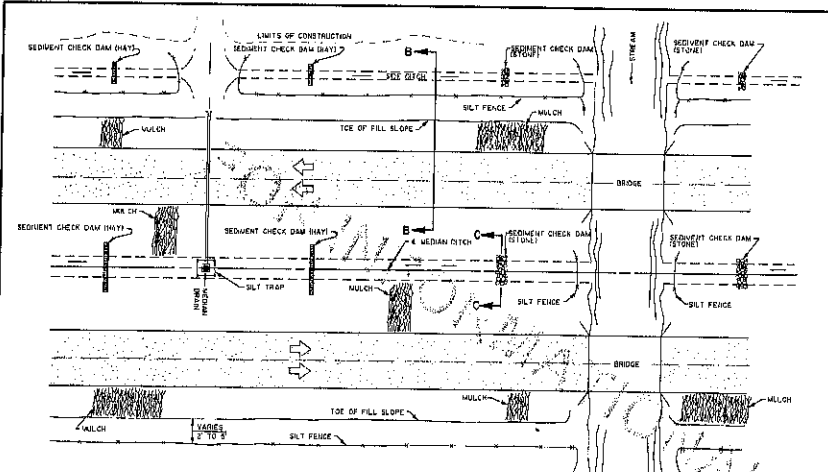 LIMITS OF CONSTRUCTION
SEDIMENT CHECK DAM (HAY)
SEDIMENT CHECK DAM (HAY)
B
SEDIMENT CHECK DAM
(STONE)
STREAM
SEDIMENT CHECK DAM
(STONE)
SIDE DITCH
SILT FENCE
MULCH
MULCH
TOE OF FILL SLOPE
BRIDGE
MULCH
SEDIMENT CHECK DAM (HAY)
SEDIMENT CHECK DAM (HAY)
B
C
SEDIMENT CHECK DAM
(STONE)
SEDIMENT CHECK DAM
(STONE)
℄ MEDIAN DITCH
MEDIAN
DRAIN
SILT TRAP
MULCH
C
SILT FENCE
SILT FENCE
BRIDGE
MULCH
MULCH
TOE OF FILL SLOPE
MULCH
VARIES
2' TO 5'
SILT FENCE